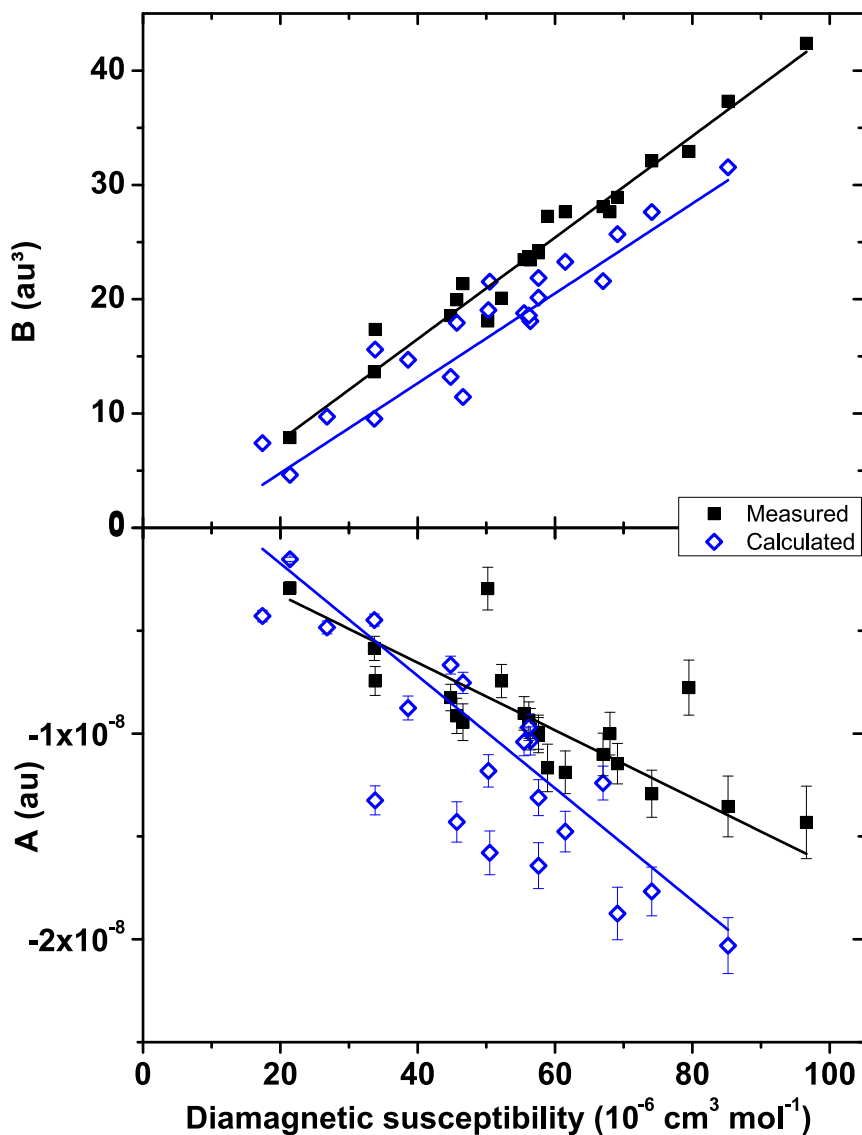 40
30
B (au³)
20
10
0
0
Measured
Calculated
-1x10⁻⁸
A (au)
-2x10⁻⁸
0 20 40 60 80 100
Diamagnetic susceptibility (10⁻⁶ cm³ mol⁻¹)